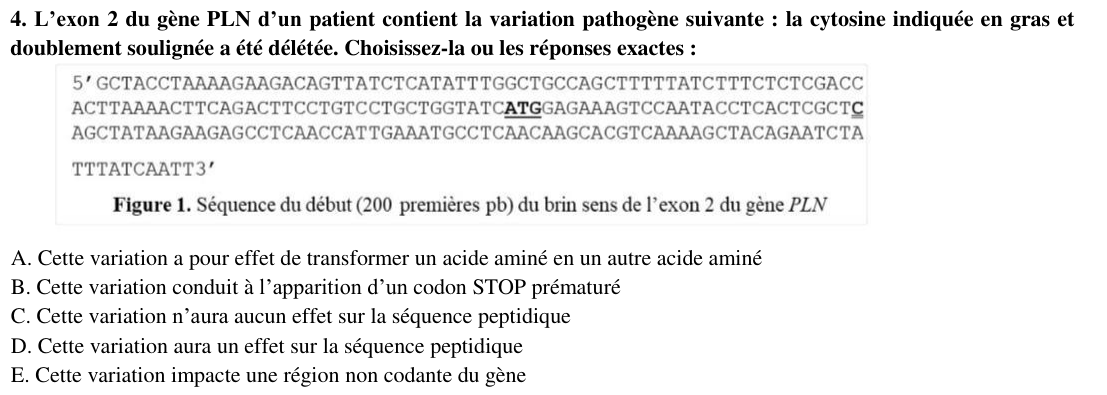 4. L’exon 2 du gène PLN d’un patient contient la variation pathogène suivante : la cytosine indiquée en gras et
doublement soulignée a été délétée. Choisissez-la ou les réponses exactes :
5’ GCTACCTAAAAGAAGACAGTTATCTCATATTTGGCTGCCAGCTTTTTATCTTTCTCTCGACC
ACTTAAAACTTCAGACTTCCTGTCCTGCTGGTATCATGGAGAAAGTCCAATACCTCACTCGCTC
AGCTATAAGAAGAGCCTCAACCATTGAAATGCCTCAACAAGCACGTCAAAAGCTACAGAATCTA
TTTATCAATT3’
Figure 1. Séquence du début (200 premières pb) du brin sens de l’exon 2 du gène PLN
A. Cette variation a pour effet de transformer un acide aminé en un autre acide aminé
B. Cette variation conduit à l’apparition d’un codon STOP prématuré
C. Cette variation n’aura aucun effet sur la séquence peptidique
D. Cette variation aura un effet sur la séquence peptidique
E. Cette variation impacte une région non codante du gène